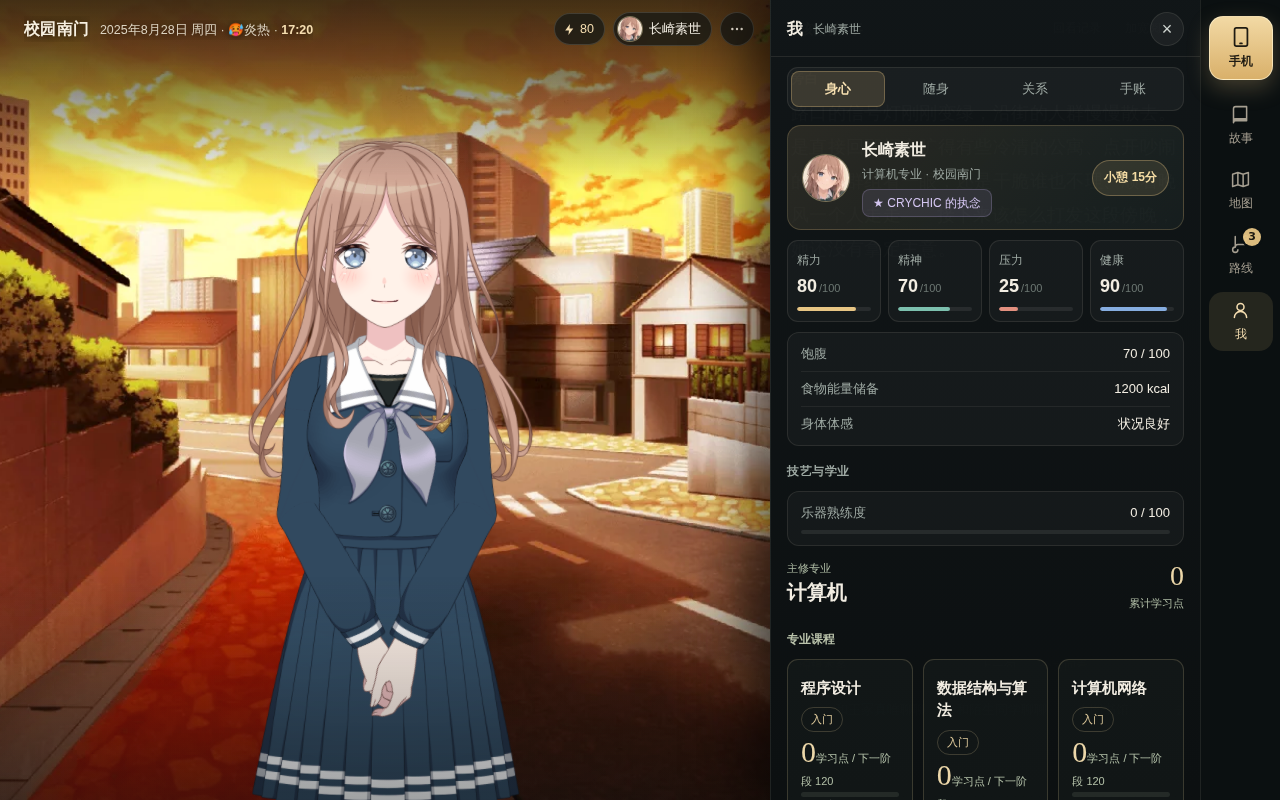 校园南门 2025年8月28日 周四 · 🥵炎热 · 17:20
80
长崎素世
我 长崎素世
手机
故事
地图
3
路线
我
身心 随身 关系 手账
长崎素世
计算机专业 · 校园南门
★ CRYCHIC 的执念
小憩 15分
精力 精神 压力 健康
80 /100 70 /100 25 /100 90 /100
饱腹 70 / 100
食物能量储备 1200 kcal
身体体感 状况良好
技艺与学业
乐器熟练度 0 / 100
主修专业
计算机
0
累计学习点
专业课程
程序设计
入门
0学习点 / 下一阶
段 120
数据结构与算
法
入门
0学习点 / 下一阶
计算机网络
入门
0学习点 / 下一阶
段 120